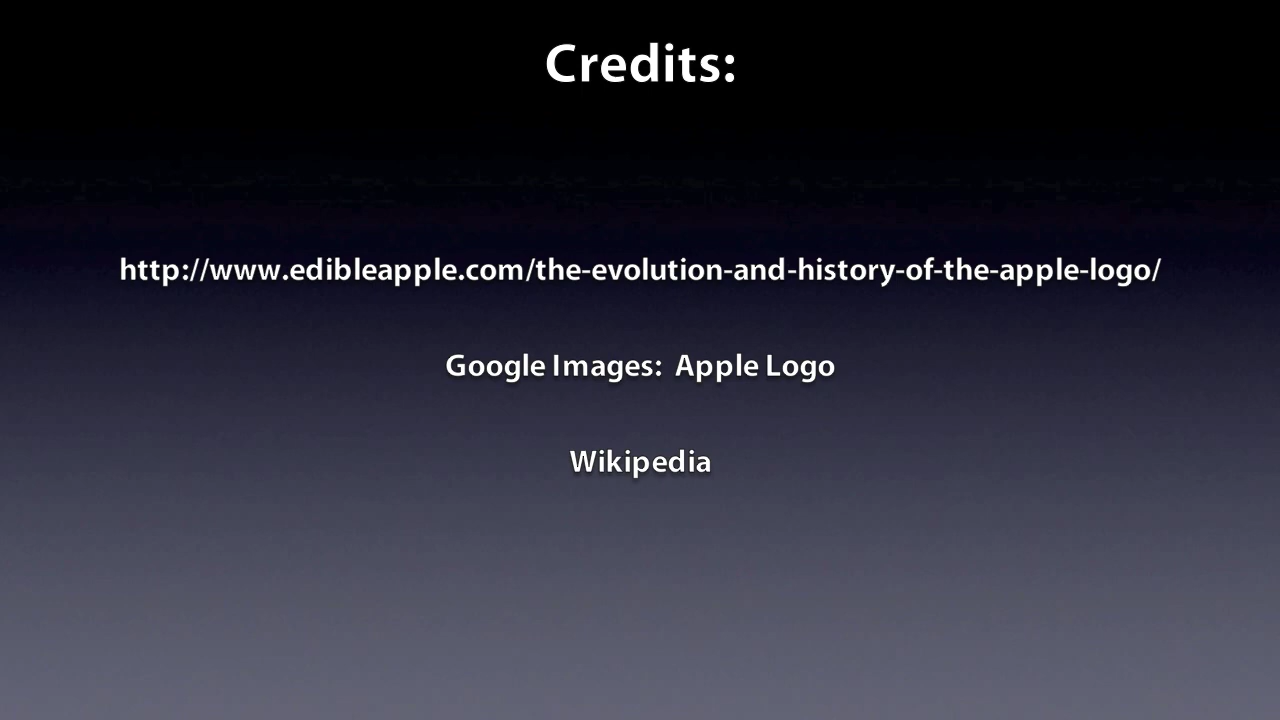 Credits:
http://www.edibleapple.com/the-evolution-and-history-of-the-apple-logo/
Google Images:  Apple Logo
Wikipedia